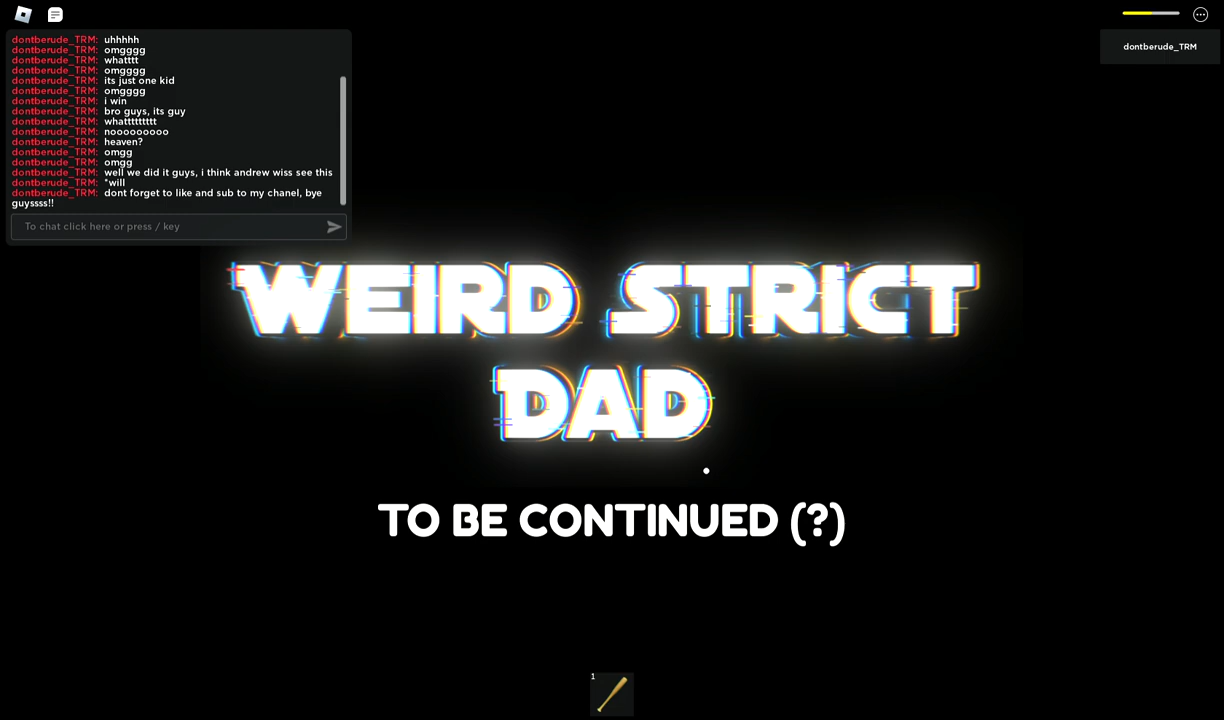 dontberude_TRM: uhhhhh
dontberude_TRM: omgggg
dontberude_TRM: whatttt
dontberude_TRM: omgggg
dontberude_TRM: its just one kid
dontberude_TRM: omgggg
dontberude_TRM: i win
dontberude_TRM: bro guys, its guy
dontberude_TRM: whattttttttt
dontberude_TRM: nooooooooo
dontberude_TRM: heaven?
dontberude_TRM: omgg
dontberude_TRM: omgg
dontberude_TRM: well we did it guys, i think andrew wiss see this
dontberude_TRM: *will
dontberude_TRM: dont forget to like and sub to my chanel, bye
guyssss!!
To chat click here or press / key
dontberude_TRM
WEIRD STRICT
DAD
TO BE CONTINUED (?)
1